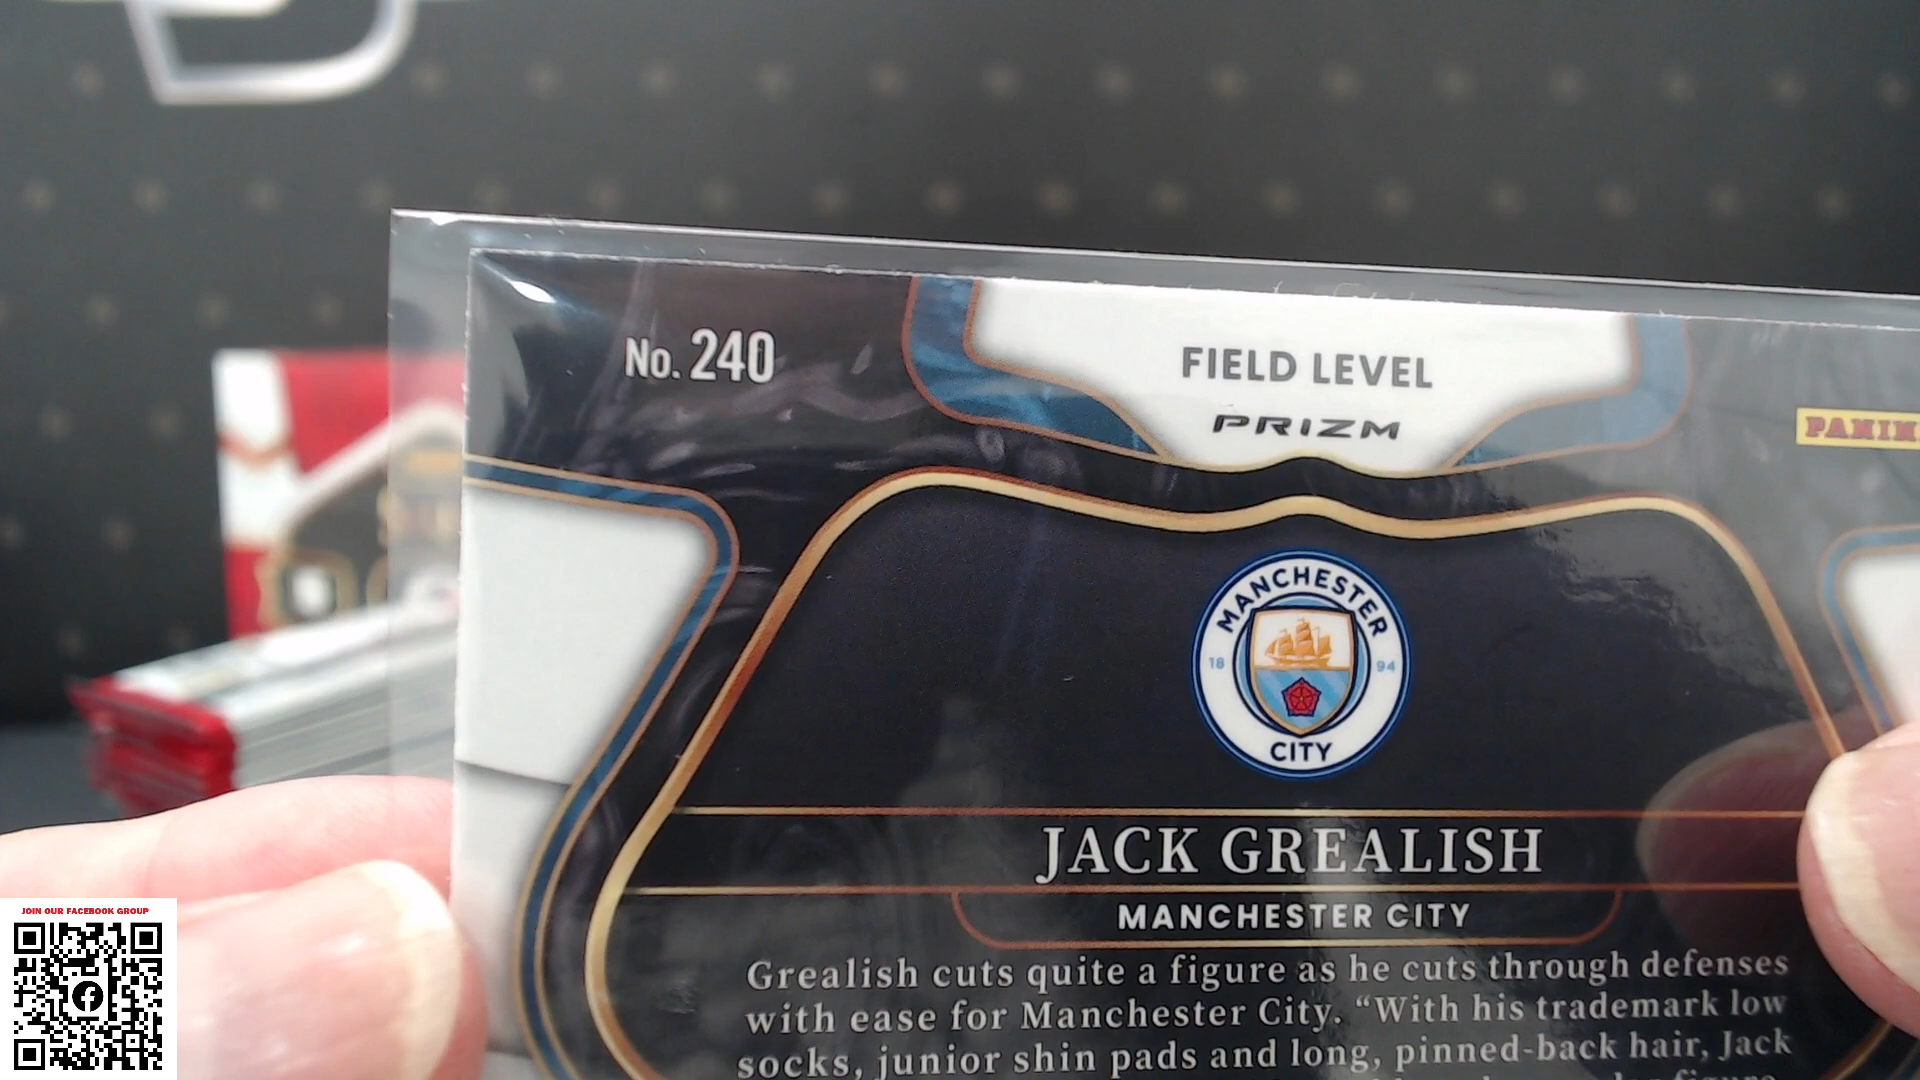 No. 240
FIELD LEVEL
PRIZM
MANCHESTER
18 94
CITY
JACK GREALISH
MANCHESTER CITY
Grealish cuts quite a figure as he cuts through defenses
with ease for Manchester City. “With his trademark low
socks, junior shin pads and long, pinned-back hair, Jack
JOIN OUR FACEBOOK GROUP